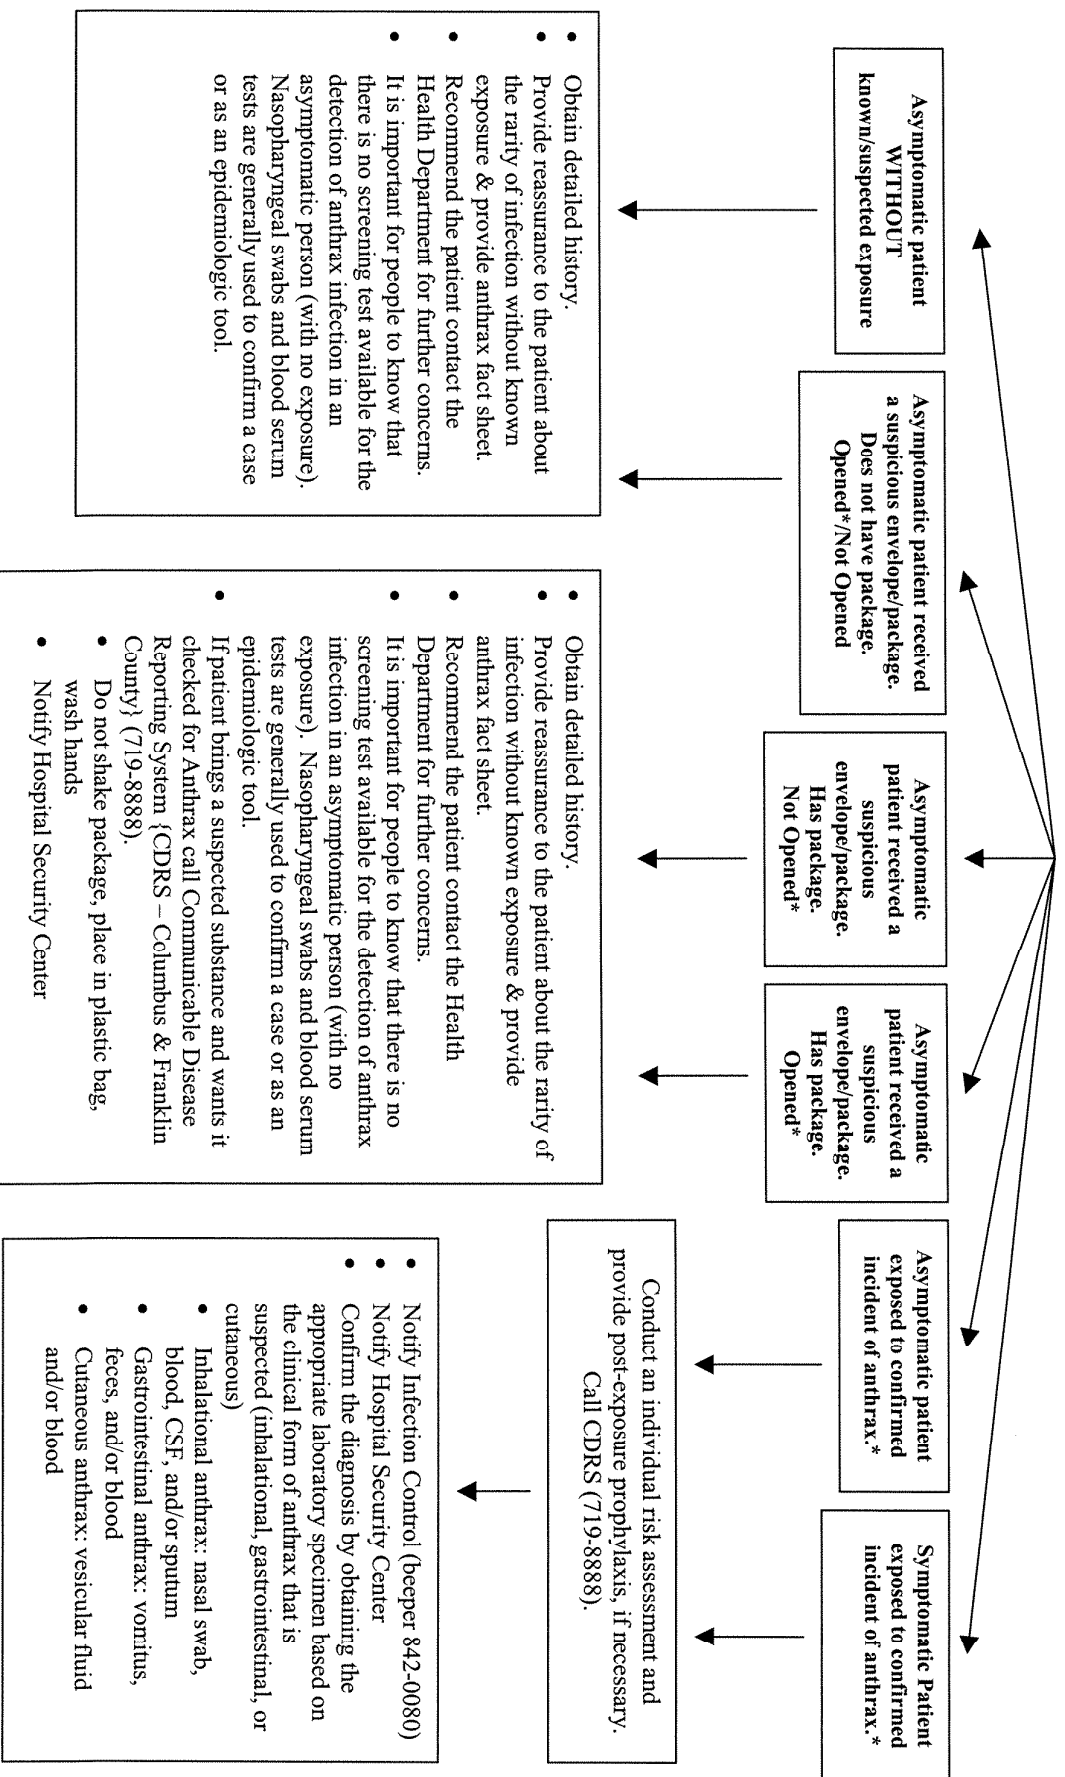 Asymptomatic patient
WITHOUT
known/suspected exposure
Asymptomatic patient received
a suspicious envelope/package.
Does not have package.
Opened*/Not Opened
Asymptomatic
patient received a
suspicious
envelope/package.
Has package.
Not Opened*
Asymptomatic
patient received a
suspicious
envelope/package.
Has package.
Opened*
Asymptomatic patient
exposed to confirmed
incident of anthrax.*
Symptomatic Patient
exposed to confirmed
incident of anthrax.*
• Obtain detailed history.
• Provide reassurance to the patient about
the rarity of infection without known
exposure & provide anthrax fact sheet.
• Recommend the patient contact the
Health Department for further concerns.
• It is important for people to know that
there is no screening test available for the
detection of anthrax infection in an
asymptomatic person (with no exposure).
Nasopharyngeal swabs and blood serum
tests are generally used to confirm a case
or as an epidemiologic tool.
• Obtain detailed history.
• Provide reassurance to the patient about the rarity of
infection without known exposure & provide
anthrax fact sheet.
• Recommend the patient contact the Health
Department for further concerns.
• It is important for people to know that there is no
screening test available for the detection of anthrax
infection in an asymptomatic person (with no
exposure). Nasopharyngeal swabs and blood serum
tests are generally used to confirm a case or as an
epidemiologic tool.
• If patient brings a suspected substance and wants it
checked for Anthrax call Communicable Disease
Reporting System {CDRS – Columbus & Franklin
County} (719-8888).
• Do not shake package, place in plastic bag,
wash hands
• Notify Hospital Security Center
Conduct an individual risk assessment and
provide post-exposure prophylaxis, if necessary.
Call CDRS (719-8888).
• Notify Infection Control (beeper 842-0080)
• Notify Hospital Security Center
• Confirm the diagnosis by obtaining the
appropriate laboratory specimen based on
the clinical form of anthrax that is
suspected (inhalational, gastrointestinal, or
cutaneous)
• Inhalational anthrax: nasal swab,
blood, CSF, and/or sputum
• Gastrointestinal anthrax: vomitus,
feces, and/or blood
• Cutaneous anthrax: vesicular fluid
and/or blood